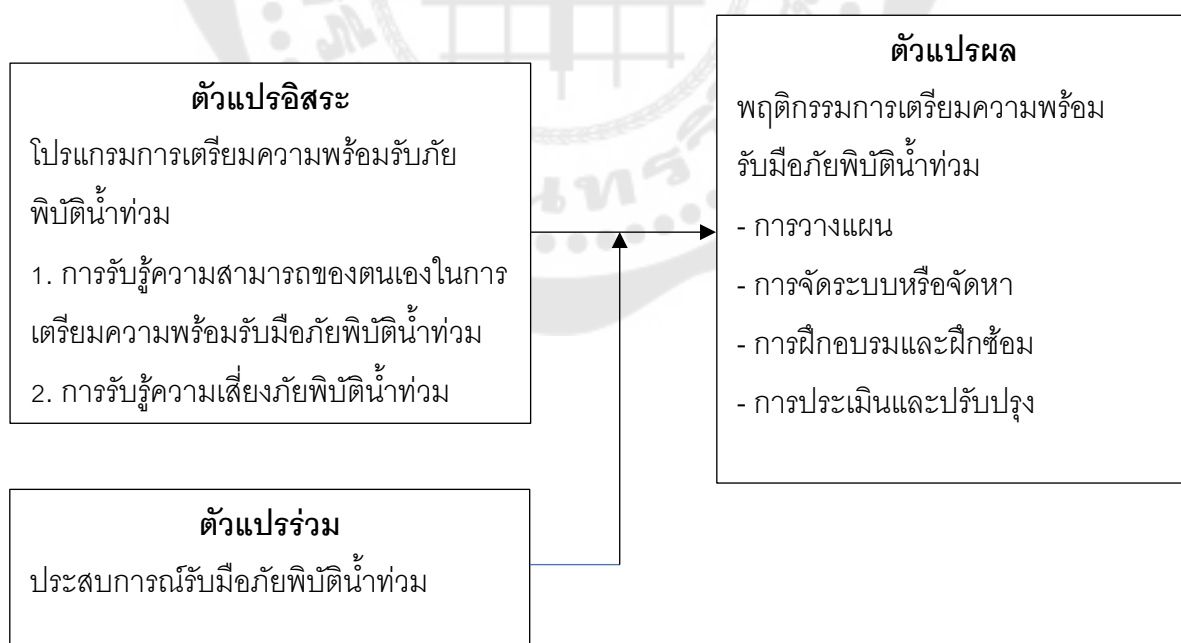 ตัวแปรอิสระ
โปรแกรมการเตรียมความพร้อมรับภัย
พิบัติน้ำท่วม
1. การรับรู้ความสามารถของตนเองในการ
เตรียมความพร้อมรับมือภัยพิบัติน้ำท่วม
2. การรับรู้ความเสี่ยงภัยพิบัติน้ำท่วม
ตัวแปรร่วม
ประสบการณ์รับมือภัยพิบัติน้ำท่วม
ตัวแปรผล
พฤติกรรมการเตรียมความพร้อม
รับมือภัยพิบัติน้ำท่วม
- การวางแผน
- การจัดระบบหรือจัดหา
- การฝึกอบรมและฝึกซ้อม
- การประเมินและปรับปรุง